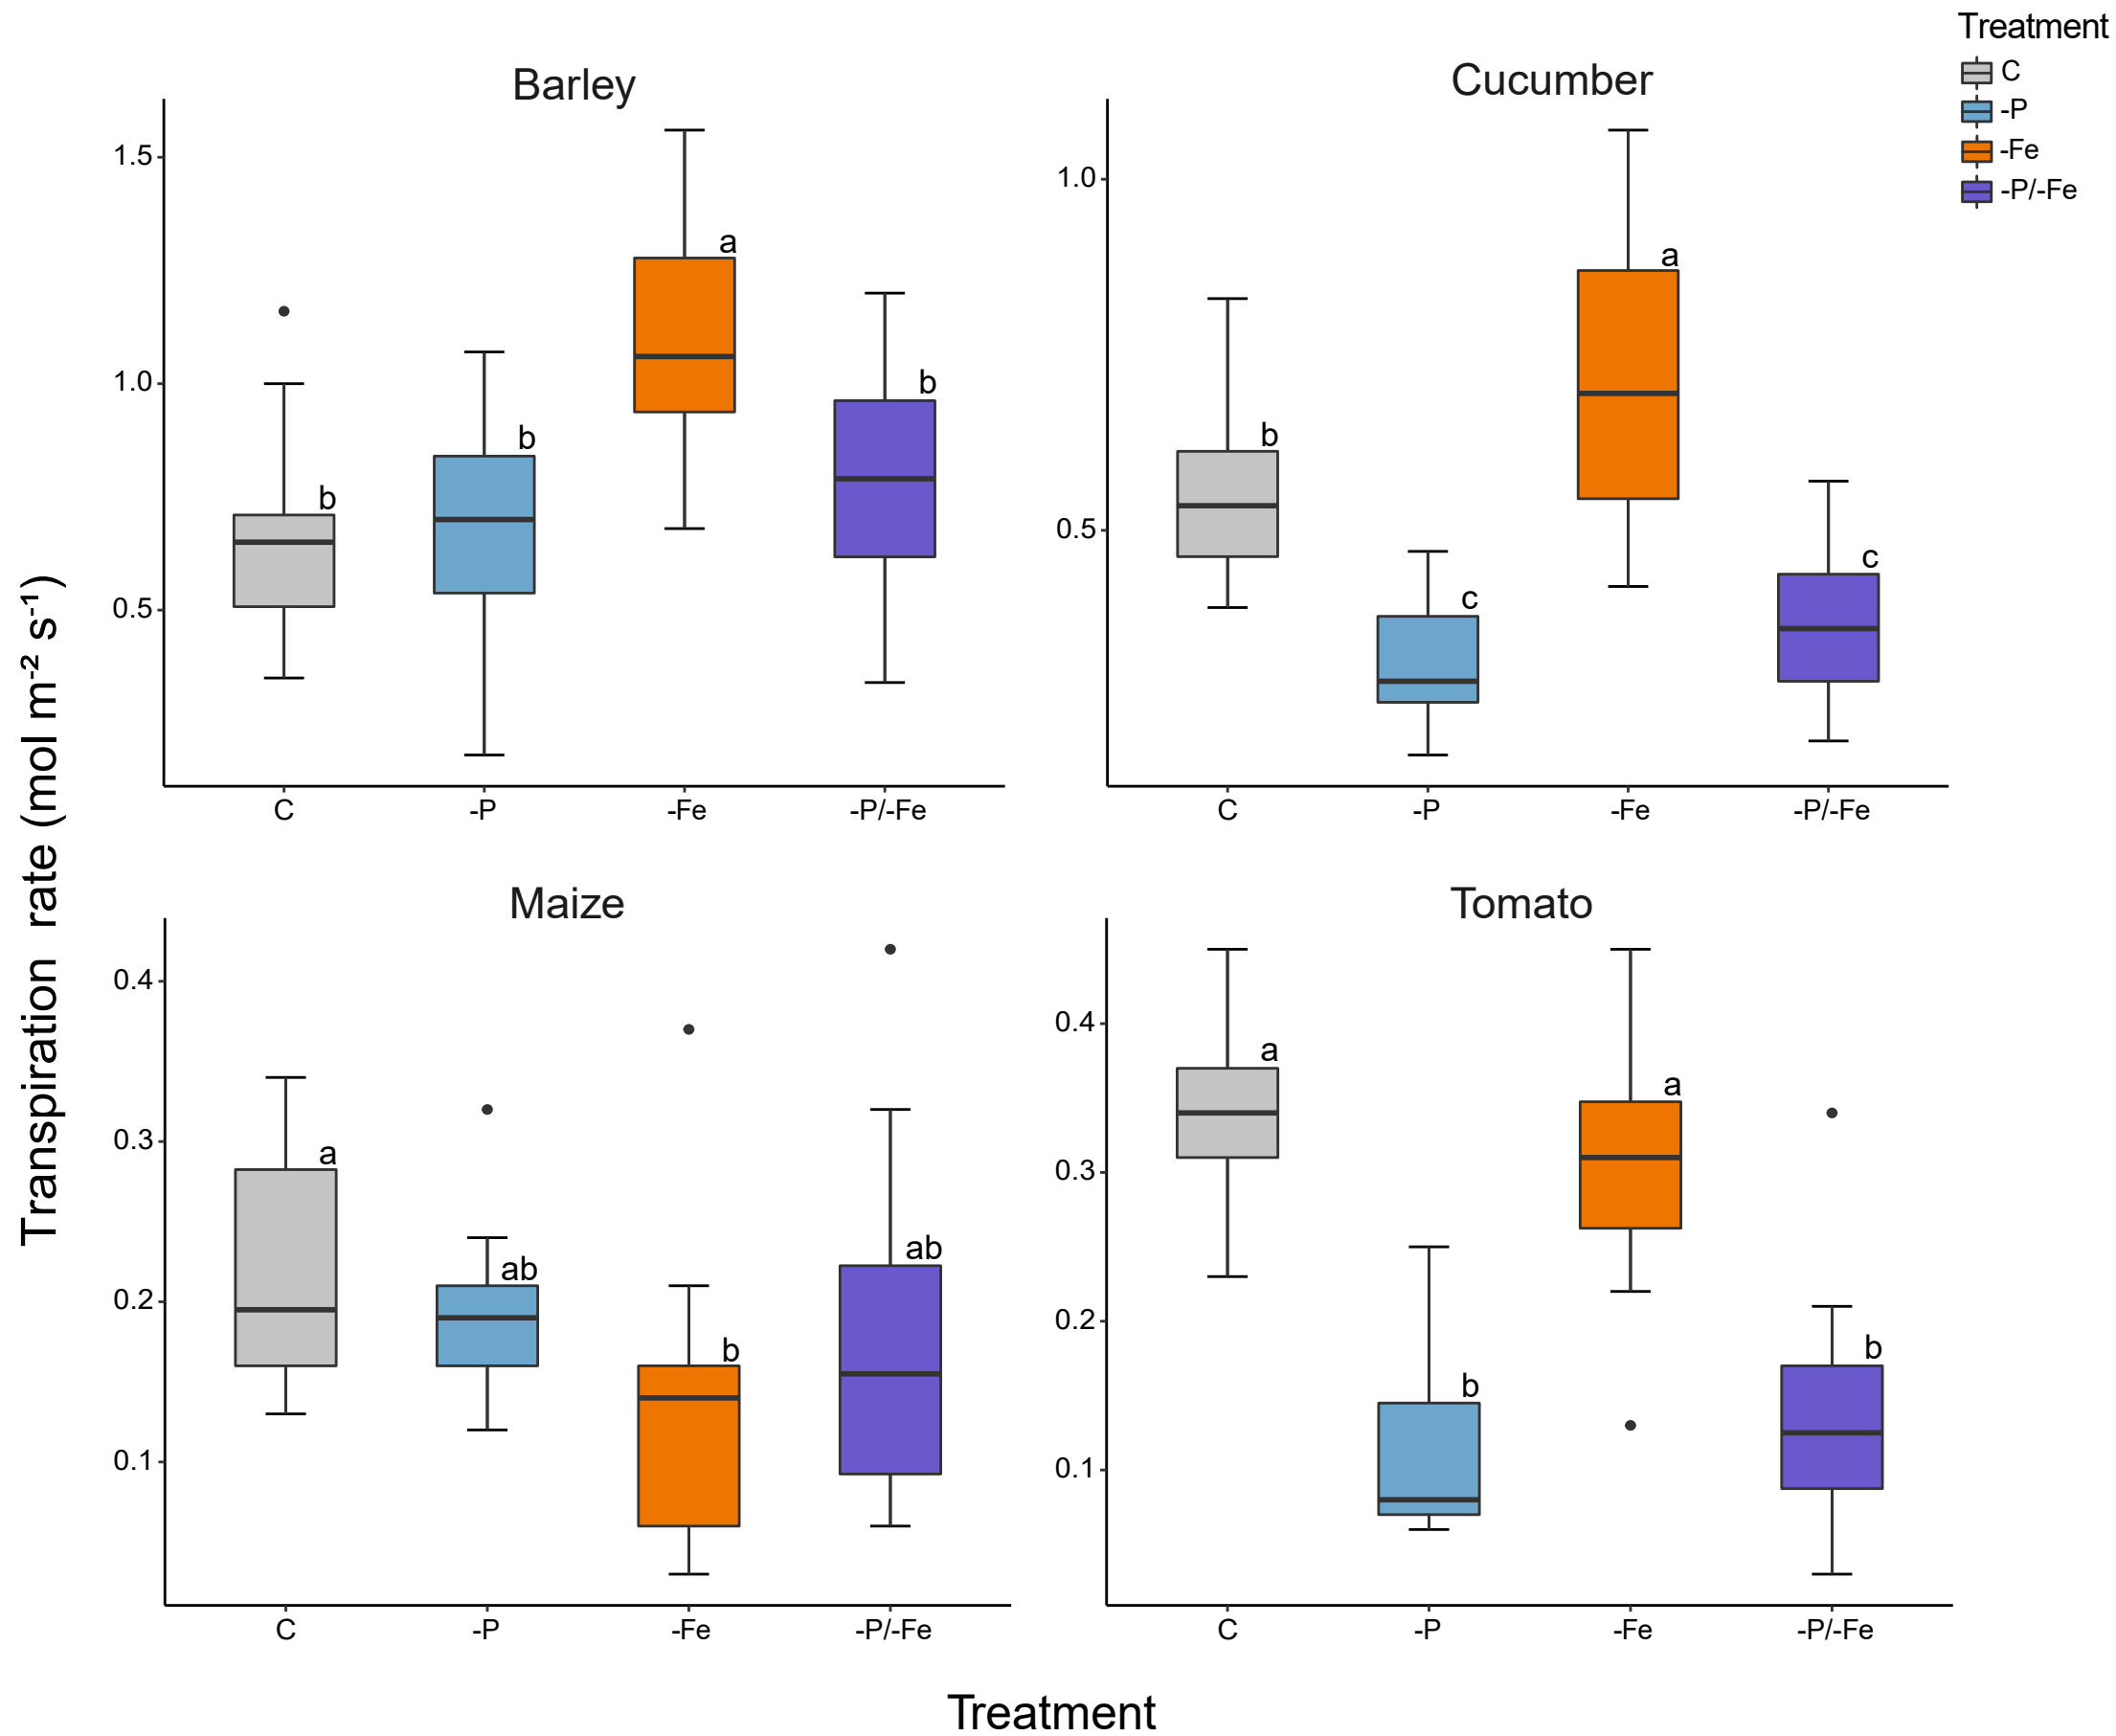 Treatment
C
-P
-Fe
-P/-Fe
Barley
1.5
1.0
0.5
b
b
a
b
C
-P
-Fe
-P/-Fe
Cucumber
1.0
0.5
b
c
a
c
C
-P
-Fe
-P/-Fe
Transpiration rate (mol m⁻² s⁻¹)
Maize
0.4
0.3
0.2
0.1
a
ab
b
ab
C
-P
-Fe
-P/-Fe
Tomato
0.4
0.3
0.2
0.1
a
b
a
b
C
-P
-Fe
-P/-Fe
Treatment